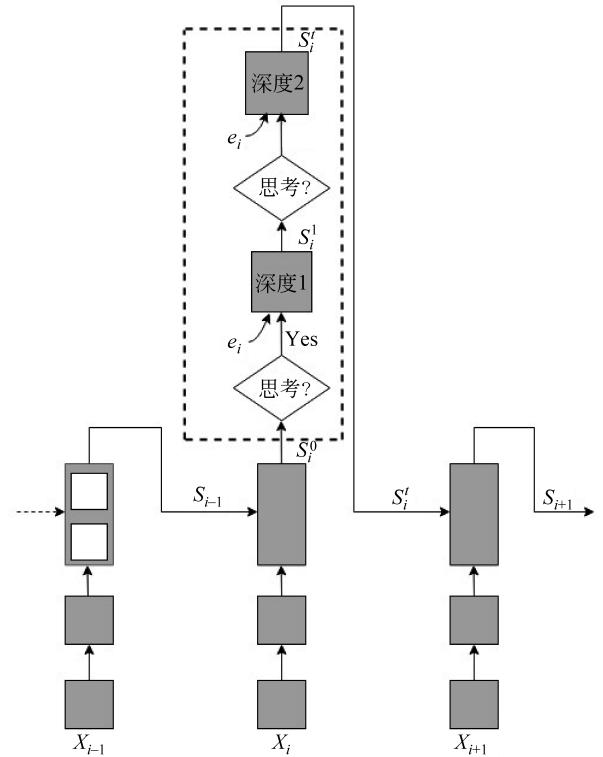 S_i^t
深度2
e_i
思考?
S_i^1
深度1
e_i
Yes
思考?
S_i^0
S_{i-1}
S_i^t
S_{i+1}
X_{i-1}
X_i
X_{i+1}